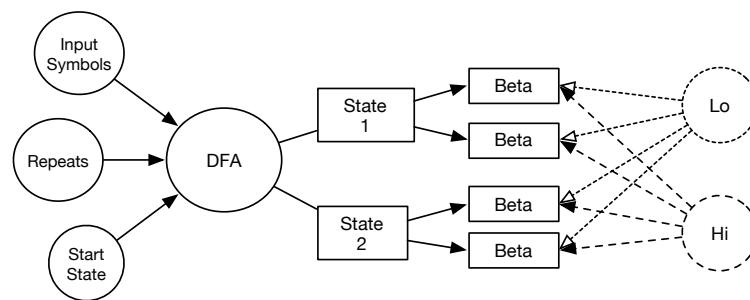 Input
Symbols
Repeats
Start
State
DFA
State
1
State
2
Beta
Beta
Beta
Beta
Lo
Hi